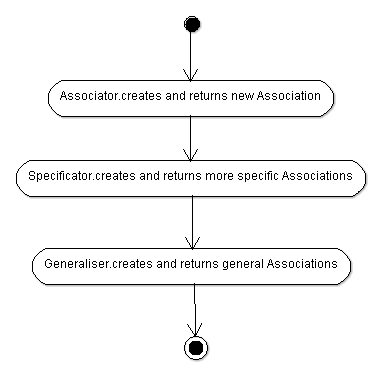 Associator.creates and returns new Association
Specificator.creates and returns more specific Associations
Generaliser.creates and returns general Associations